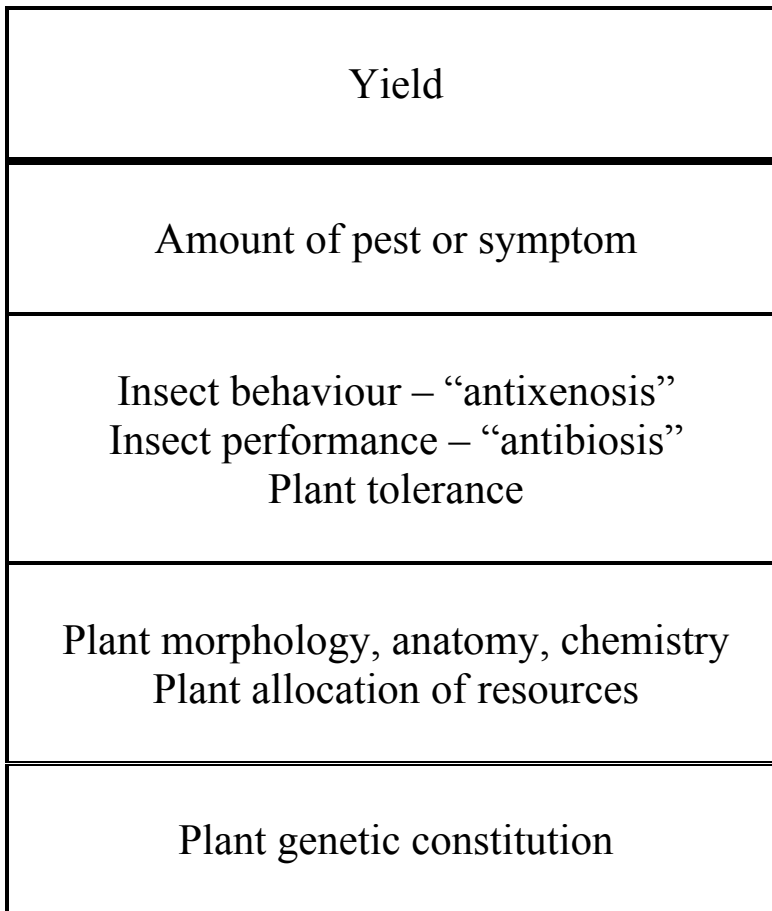 Yield
Amount of pest or symptom
Insect behaviour – “antixenosis”
Insect performance – “antibiosis”
Plant tolerance
Plant morphology, anatomy, chemistry
Plant allocation of resources
Plant genetic constitution